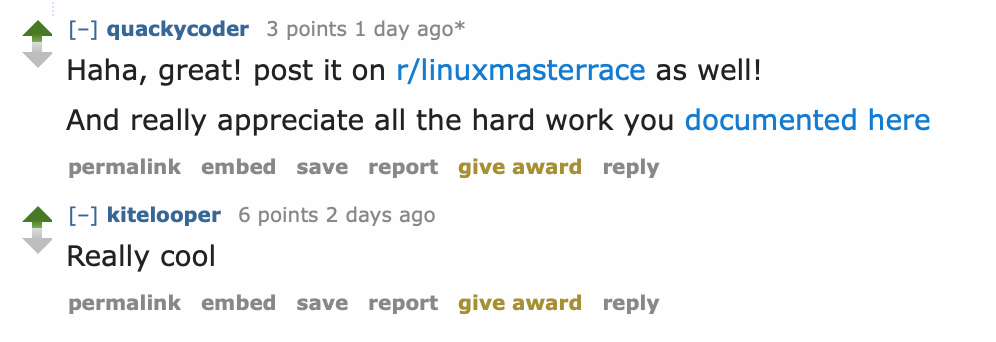 [–] quackycoder 3 points 1 day ago*
Haha, great! post it on r/linuxmasterrace as well!
And really appreciate all the hard work you documented here
permalink embed save report give award reply
[–] kitelooper 6 points 2 days ago
Really cool
permalink embed save report give award reply